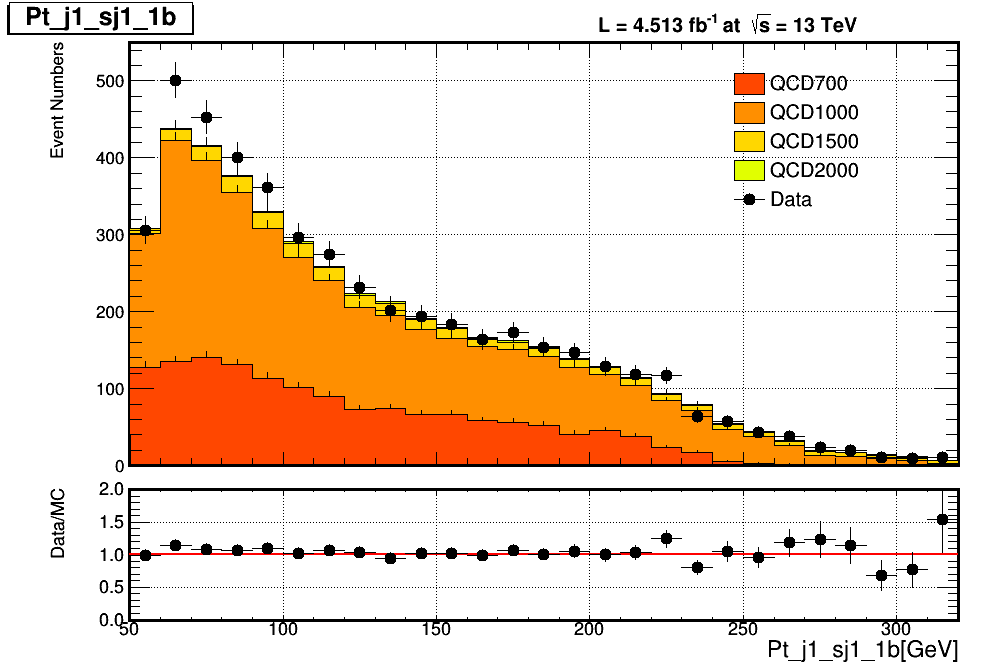 Pt_j1_sj1_1b
L = 4.513 fb-1 at √s = 13 TeV
Event Numbers
500
400
300
200
100
0
QCD700
QCD1000
QCD1500
QCD2000
Data
Data/MC
2.0
1.5
1.0
0.5
0.0
50 100 150 200 250 300
Pt_j1_sj1_1b[GeV]